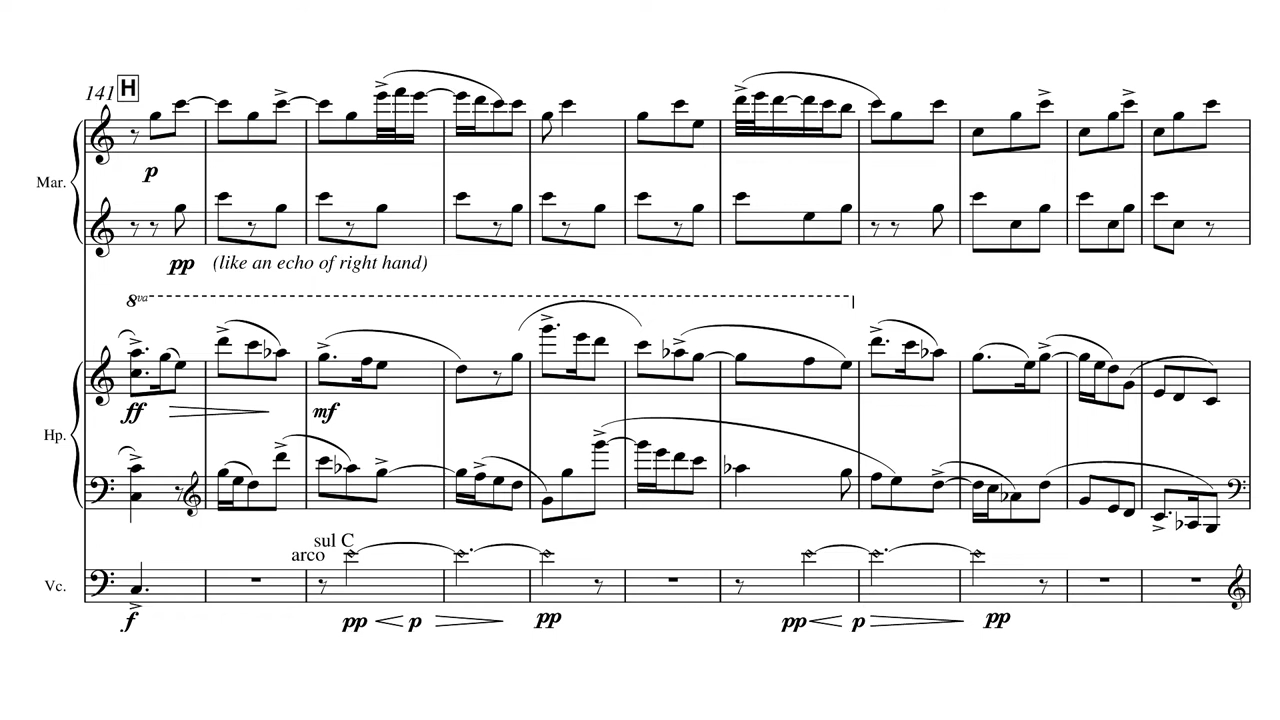 141 H
Mar.
p
pp (like an echo of right hand)
8va
ff mf
Hp.
sul C
arco
Vc.
f pp p pp pp p pp